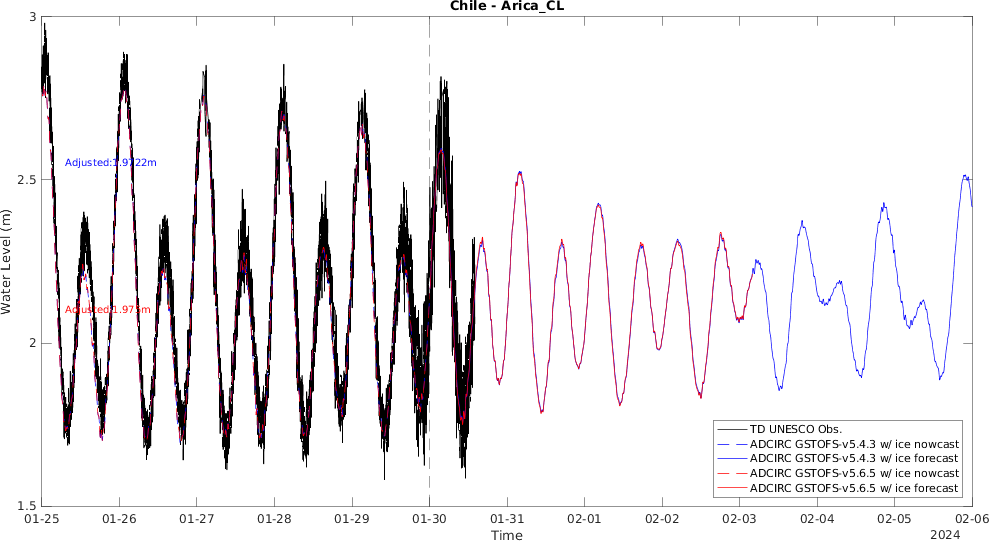 Chile - Arica_CL
3
2.5
2
1.5
Water Level (m)
Adjusted:1.9722m
Adjusted:1.975m
TD UNESCO Obs.
ADCIRC GSTOFS-v5.4.3 w/ ice nowcast
ADCIRC GSTOFS-v5.4.3 w/ ice forecast
ADCIRC GSTOFS-v5.6.5 w/ ice nowcast
ADCIRC GSTOFS-v5.6.5 w/ ice forecast
01-25 01-26 01-27 01-28 01-29 01-30 01-31 02-01 02-02 02-03 02-04 02-05 02-06
Time 2024